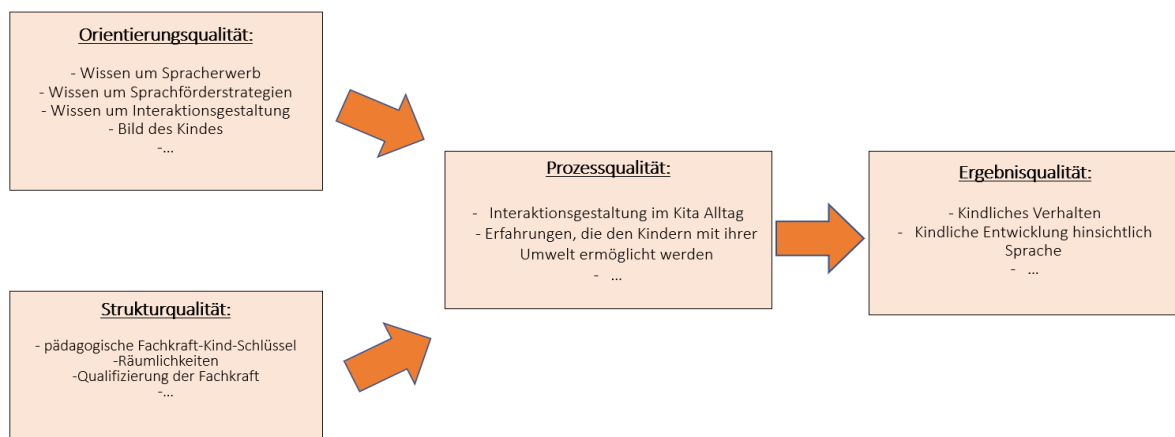 Orientierungsqualität:
- Wissen um Spracherwerb
- Wissen um Sprachförderstrategien
- Wissen um Interaktionsgestaltung
- Bild des Kindes
-...
Strukturqualität:
- pädagogische Fachkraft-Kind-Schlüssel
-Räumlichkeiten
-Qualifizierung der Fachkraft
-...
Prozessqualität:
- Interaktionsgestaltung im Kita Alltag
- Erfahrungen, die den Kindern mit ihrer
Umwelt ermöglicht werden
- ...
Ergebnisqualität:
- Kindliches Verhalten
- Kindliche Entwicklung hinsichtlich
Sprache
- ...